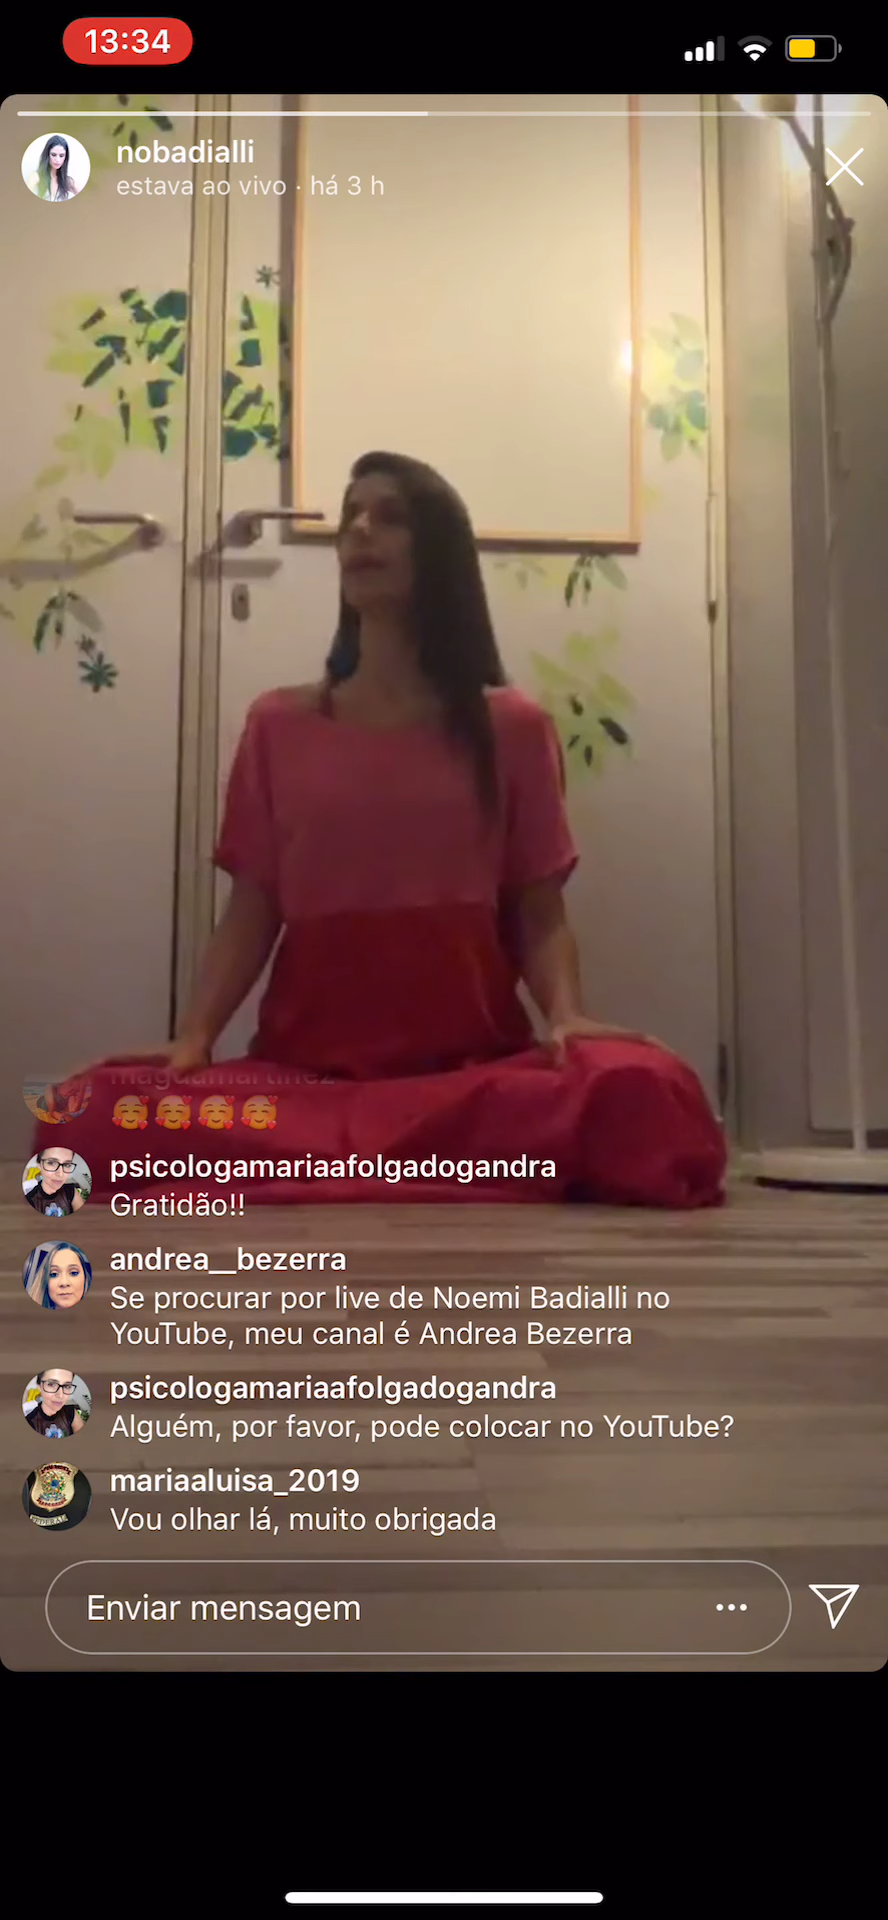 13:34
nobadialli
estava ao vivo · há 3 h
magdamartinez
psicologamariaafolgadogandra
Gratidão!!
andrea__bezerra
Se procurar por live de Noemi Badialli no
YouTube, meu canal é Andrea Bezerra
psicologamariaafolgadogandra
Alguém, por favor, pode colocar no YouTube?
mariaaluisa_2019
Vou olhar lá, muito obrigada
Enviar mensagem